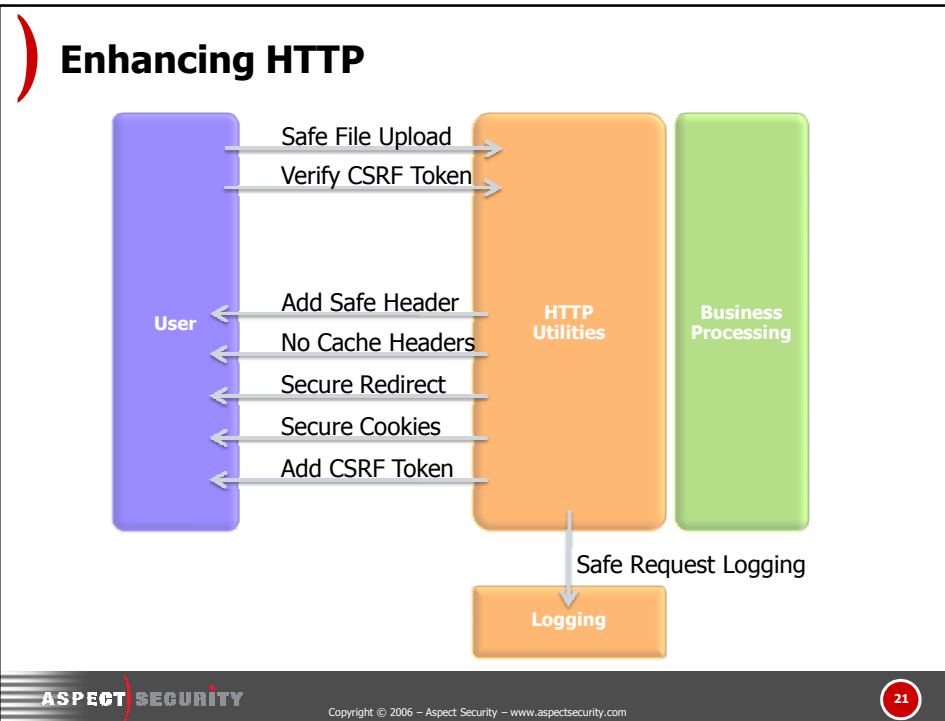 Enhancing HTTP
Safe File Upload
Verify CSRF Token
Add Safe Header
No Cache Headers
Secure Redirect
Secure Cookies
Add CSRF Token
User
HTTP
Utilities
Business
Processing
Safe Request Logging
Logging
ASPECT SECURITY
Copyright © 2006 – Aspect Security – www.aspectsecurity.com
21